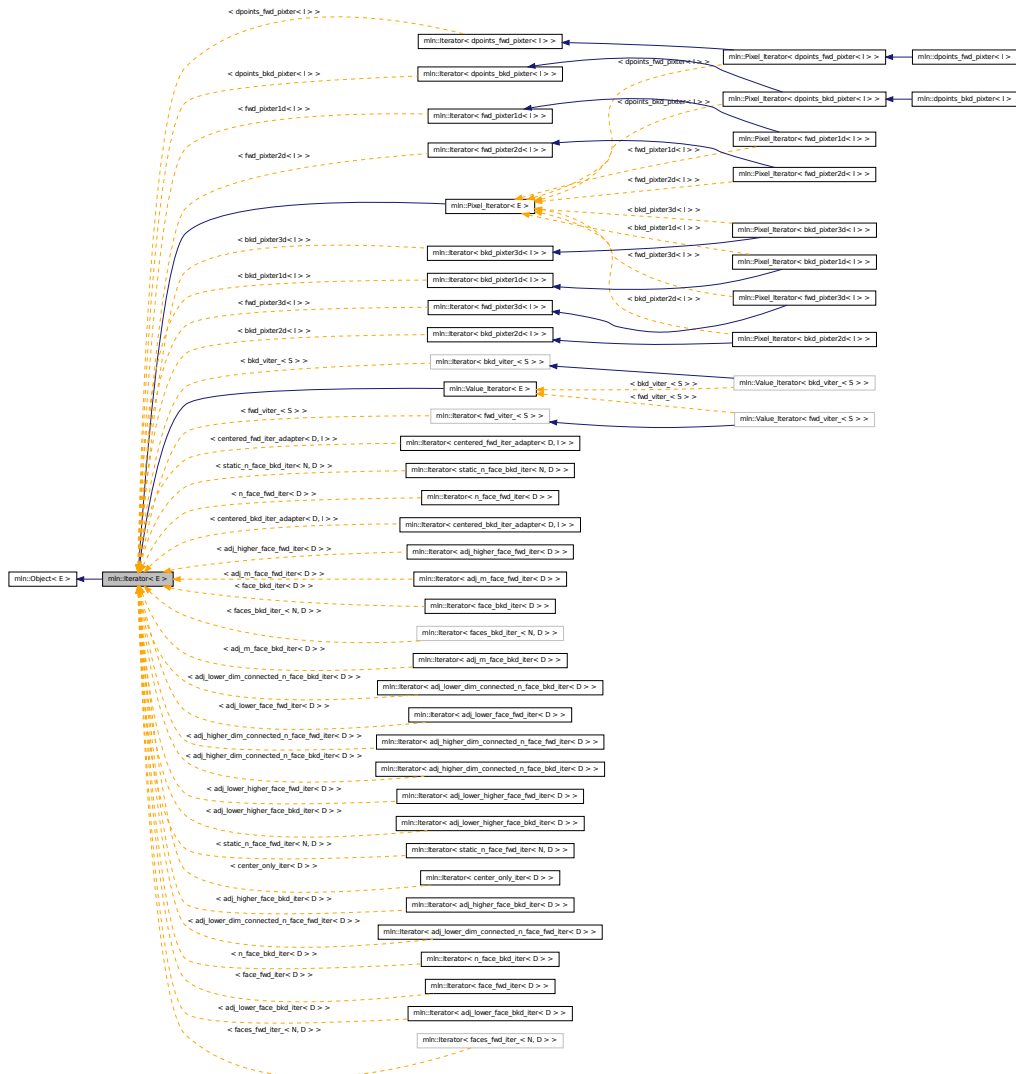 < dpoints_fwd_pixter< I > >
mln::Iterator< dpoints_fwd_pixter< I > >
mln::Pixel_Iterator< dpoints_fwd_pixter< I > >
mln::dpoints_fwd_pixter< I >
< dpoints_fwd_pixter< I > >
< dpoints_bkd_pixter< I > >
mln::Iterator< dpoints_bkd_pixter< I > >
mln::Pixel_Iterator< dpoints_bkd_pixter< I > >
mln::dpoints_bkd_pixter< I >
< dpoints_bkd_pixter< I > >
< fwd_pixter1d< I > >
mln::Iterator< fwd_pixter1d< I > >
mln::Pixel_Iterator< fwd_pixter1d< I > >
< fwd_pixter1d< I > >
< fwd_pixter2d< I > >
mln::Iterator< fwd_pixter2d< I > >
mln::Pixel_Iterator< fwd_pixter2d< I > >
< fwd_pixter2d< I > >
mln::Pixel_Iterator< E >
< bkd_pixter3d< I > >
mln::Pixel_Iterator< bkd_pixter3d< I > >
< bkd_pixter1d< I > >
< bkd_pixter3d< I > >
mln::Iterator< bkd_pixter3d< I > >
< fwd_pixter3d< I > >
mln::Pixel_Iterator< bkd_pixter1d< I > >
< bkd_pixter1d< I > >
mln::Iterator< bkd_pixter1d< I > >
mln::Pixel_Iterator< fwd_pixter3d< I > >
< bkd_pixter2d< I > >
< fwd_pixter3d< I > >
mln::Iterator< fwd_pixter3d< I > >
< bkd_pixter2d< I > >
mln::Iterator< bkd_pixter2d< I > >
mln::Pixel_Iterator< bkd_pixter2d< I > >
< bkd_viter_< S > >
mln::Iterator< bkd_viter_< S > >
mln::Value_Iterator< E >
< bkd_viter_< S > >
mln::Value_Iterator< bkd_viter_< S > >
< fwd_viter_< S > >
< fwd_viter_< S > >
mln::Iterator< fwd_viter_< S > >
mln::Value_Iterator< fwd_viter_< S > >
< centered_fwd_iter_adapter< D, I > >
mln::Iterator< centered_fwd_iter_adapter< D, I > >
< static_n_face_bkd_iter< N, D > >
mln::Iterator< static_n_face_bkd_iter< N, D > >
< n_face_fwd_iter< D > >
mln::Iterator< n_face_fwd_iter< D > >
< centered_bkd_iter_adapter< D, I > >
mln::Iterator< centered_bkd_iter_adapter< D, I > >
< adj_higher_face_fwd_iter< D > >
mln::Iterator< adj_higher_face_fwd_iter< D > >
mln::Object< E >
mln::Iterator< E >
< adj_m_face_fwd_iter< D > >
mln::Iterator< adj_m_face_fwd_iter< D > >
< face_bkd_iter< D > >
mln::Iterator< face_bkd_iter< D > >
< faces_bkd_iter_< N, D > >
mln::Iterator< faces_bkd_iter_< N, D > >
< adj_m_face_bkd_iter< D > >
mln::Iterator< adj_m_face_bkd_iter< D > >
< adj_lower_dim_connected_n_face_bkd_iter< D > >
mln::Iterator< adj_lower_dim_connected_n_face_bkd_iter< D > >
< adj_lower_face_fwd_iter< D > >
mln::Iterator< adj_lower_face_fwd_iter< D > >
< adj_higher_dim_connected_n_face_fwd_iter< D > >
mln::Iterator< adj_higher_dim_connected_n_face_fwd_iter< D > >
< adj_higher_dim_connected_n_face_bkd_iter< D > >
mln::Iterator< adj_higher_dim_connected_n_face_bkd_iter< D > >
< adj_lower_higher_face_fwd_iter< D > >
mln::Iterator< adj_lower_higher_face_fwd_iter< D > >
< adj_lower_higher_face_bkd_iter< D > >
mln::Iterator< adj_lower_higher_face_bkd_iter< D > >
< static_n_face_fwd_iter< N, D > >
mln::Iterator< static_n_face_fwd_iter< N, D > >
< center_only_iter< D > >
mln::Iterator< center_only_iter< D > >
< adj_higher_face_bkd_iter< D > >
mln::Iterator< adj_higher_face_bkd_iter< D > >
< adj_lower_dim_connected_n_face_fwd_iter< D > >
mln::Iterator< adj_lower_dim_connected_n_face_fwd_iter< D > >
< n_face_bkd_iter< D > >
mln::Iterator< n_face_bkd_iter< D > >
< face_fwd_iter< D > >
mln::Iterator< face_fwd_iter< D > >
< adj_lower_face_bkd_iter< D > >
mln::Iterator< adj_lower_face_bkd_iter< D > >
< faces_fwd_iter_< N, D > >
mln::Iterator< faces_fwd_iter_< N, D > >